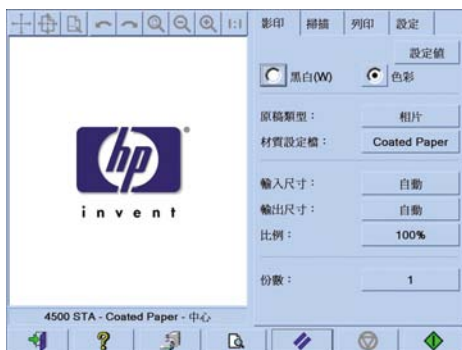 1:1
影印 掃描 列印 設定
設定值
黑白(W) 色彩
原稿類型： 相片
材質設定檔： Coated Paper
輸入尺寸： 自動
輸出尺寸： 自動
比例： 100%
份數： 1
hp
invent
4500 STA - Coated Paper - 中心